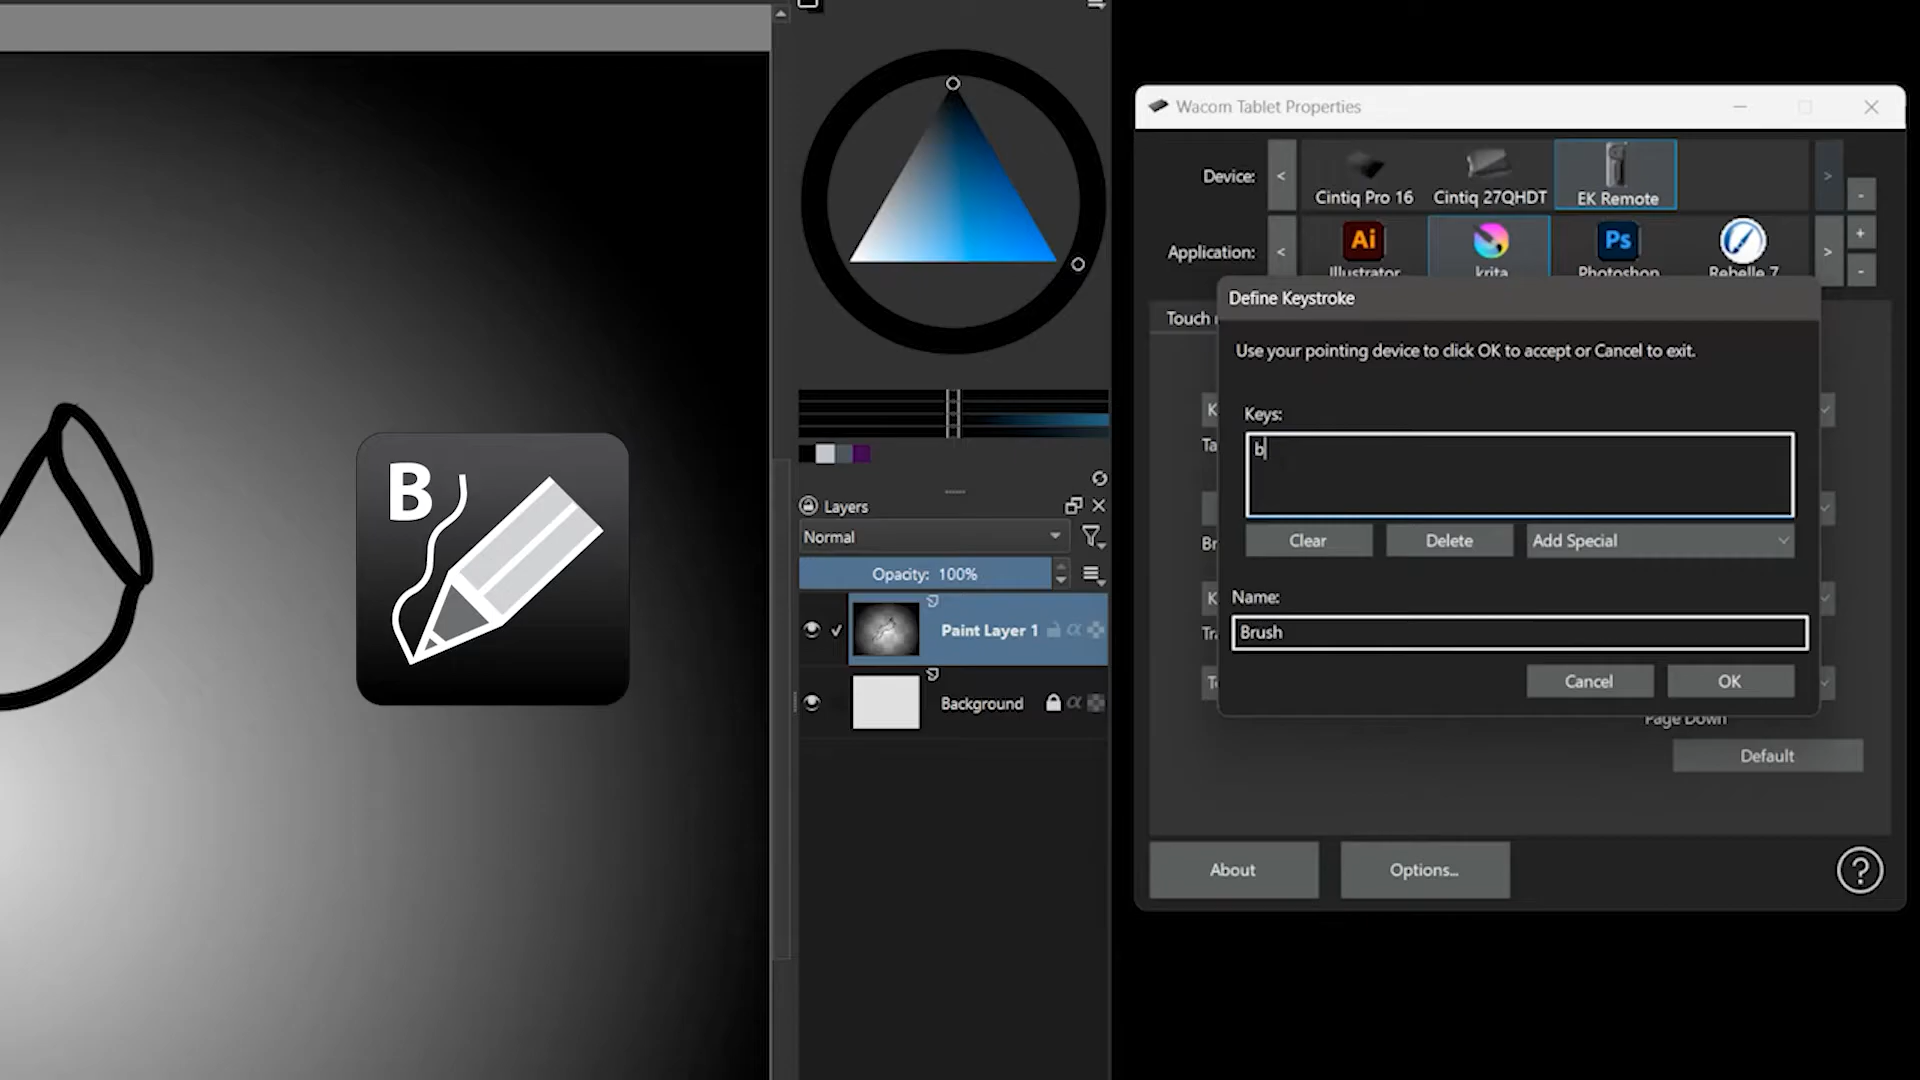 B
Layers
Normal
Opacity: 100%
Paint Layer 1
Background
Wacom Tablet Properties
Device:
<
Cintiq Pro 16
Cintiq 27QHDT
EK Remote
>
-
Application:
<
Ai
Illustrator
krita
Ps
Photoshop
Rebelle 7
>
+
-
Touch
Define Keystroke
Use your pointing device to click OK to accept or Cancel to exit.
Keys:
b
Clear
Delete
Add Special
Name:
Brush
Cancel
OK
K
Ta
Br
K
Tr
T
Page Down
Default
About
Options...
?